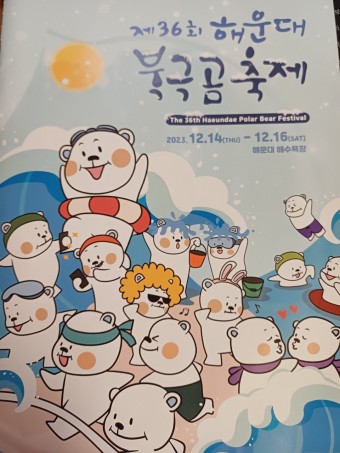 제36회 해운대
북극곰축제
The 36th Haeundae Polar Bear Festival
2023. 12.14(THU) - 12.16(SAT)
해운대 해수욕장